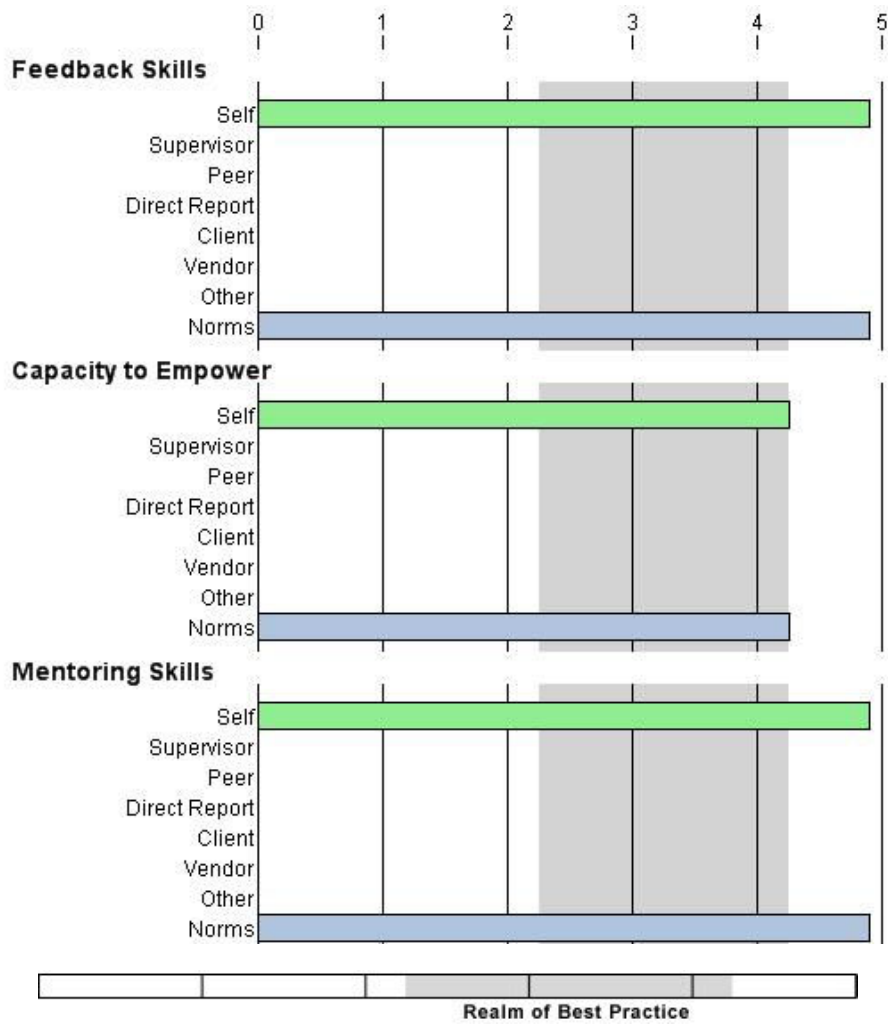 0 1 2 3 4 5
Feedback Skills
Self
Supervisor
Peer
Direct Report
Client
Vendor
Other
Norms
Capacity to Empower
Self
Supervisor
Peer
Direct Report
Client
Vendor
Other
Norms
Mentoring Skills
Self
Supervisor
Peer
Direct Report
Client
Vendor
Other
Norms
Realm of Best Practice